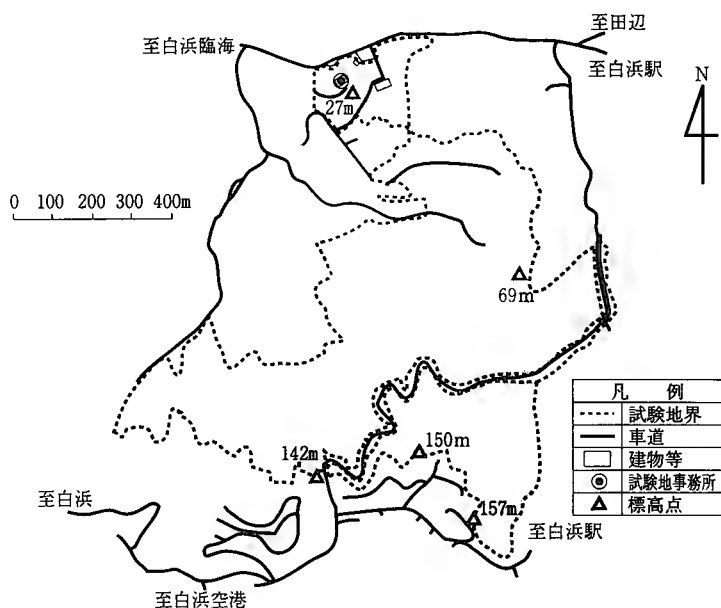 至田辺
至白浜臨海
至白浜駅
N
27m
0 100 200 300 400m
69m
凡 例
試験地界
車道
建物等
試験地事務所
標高点
142m
150m
157m
至白浜
至白浜駅
至白浜空港